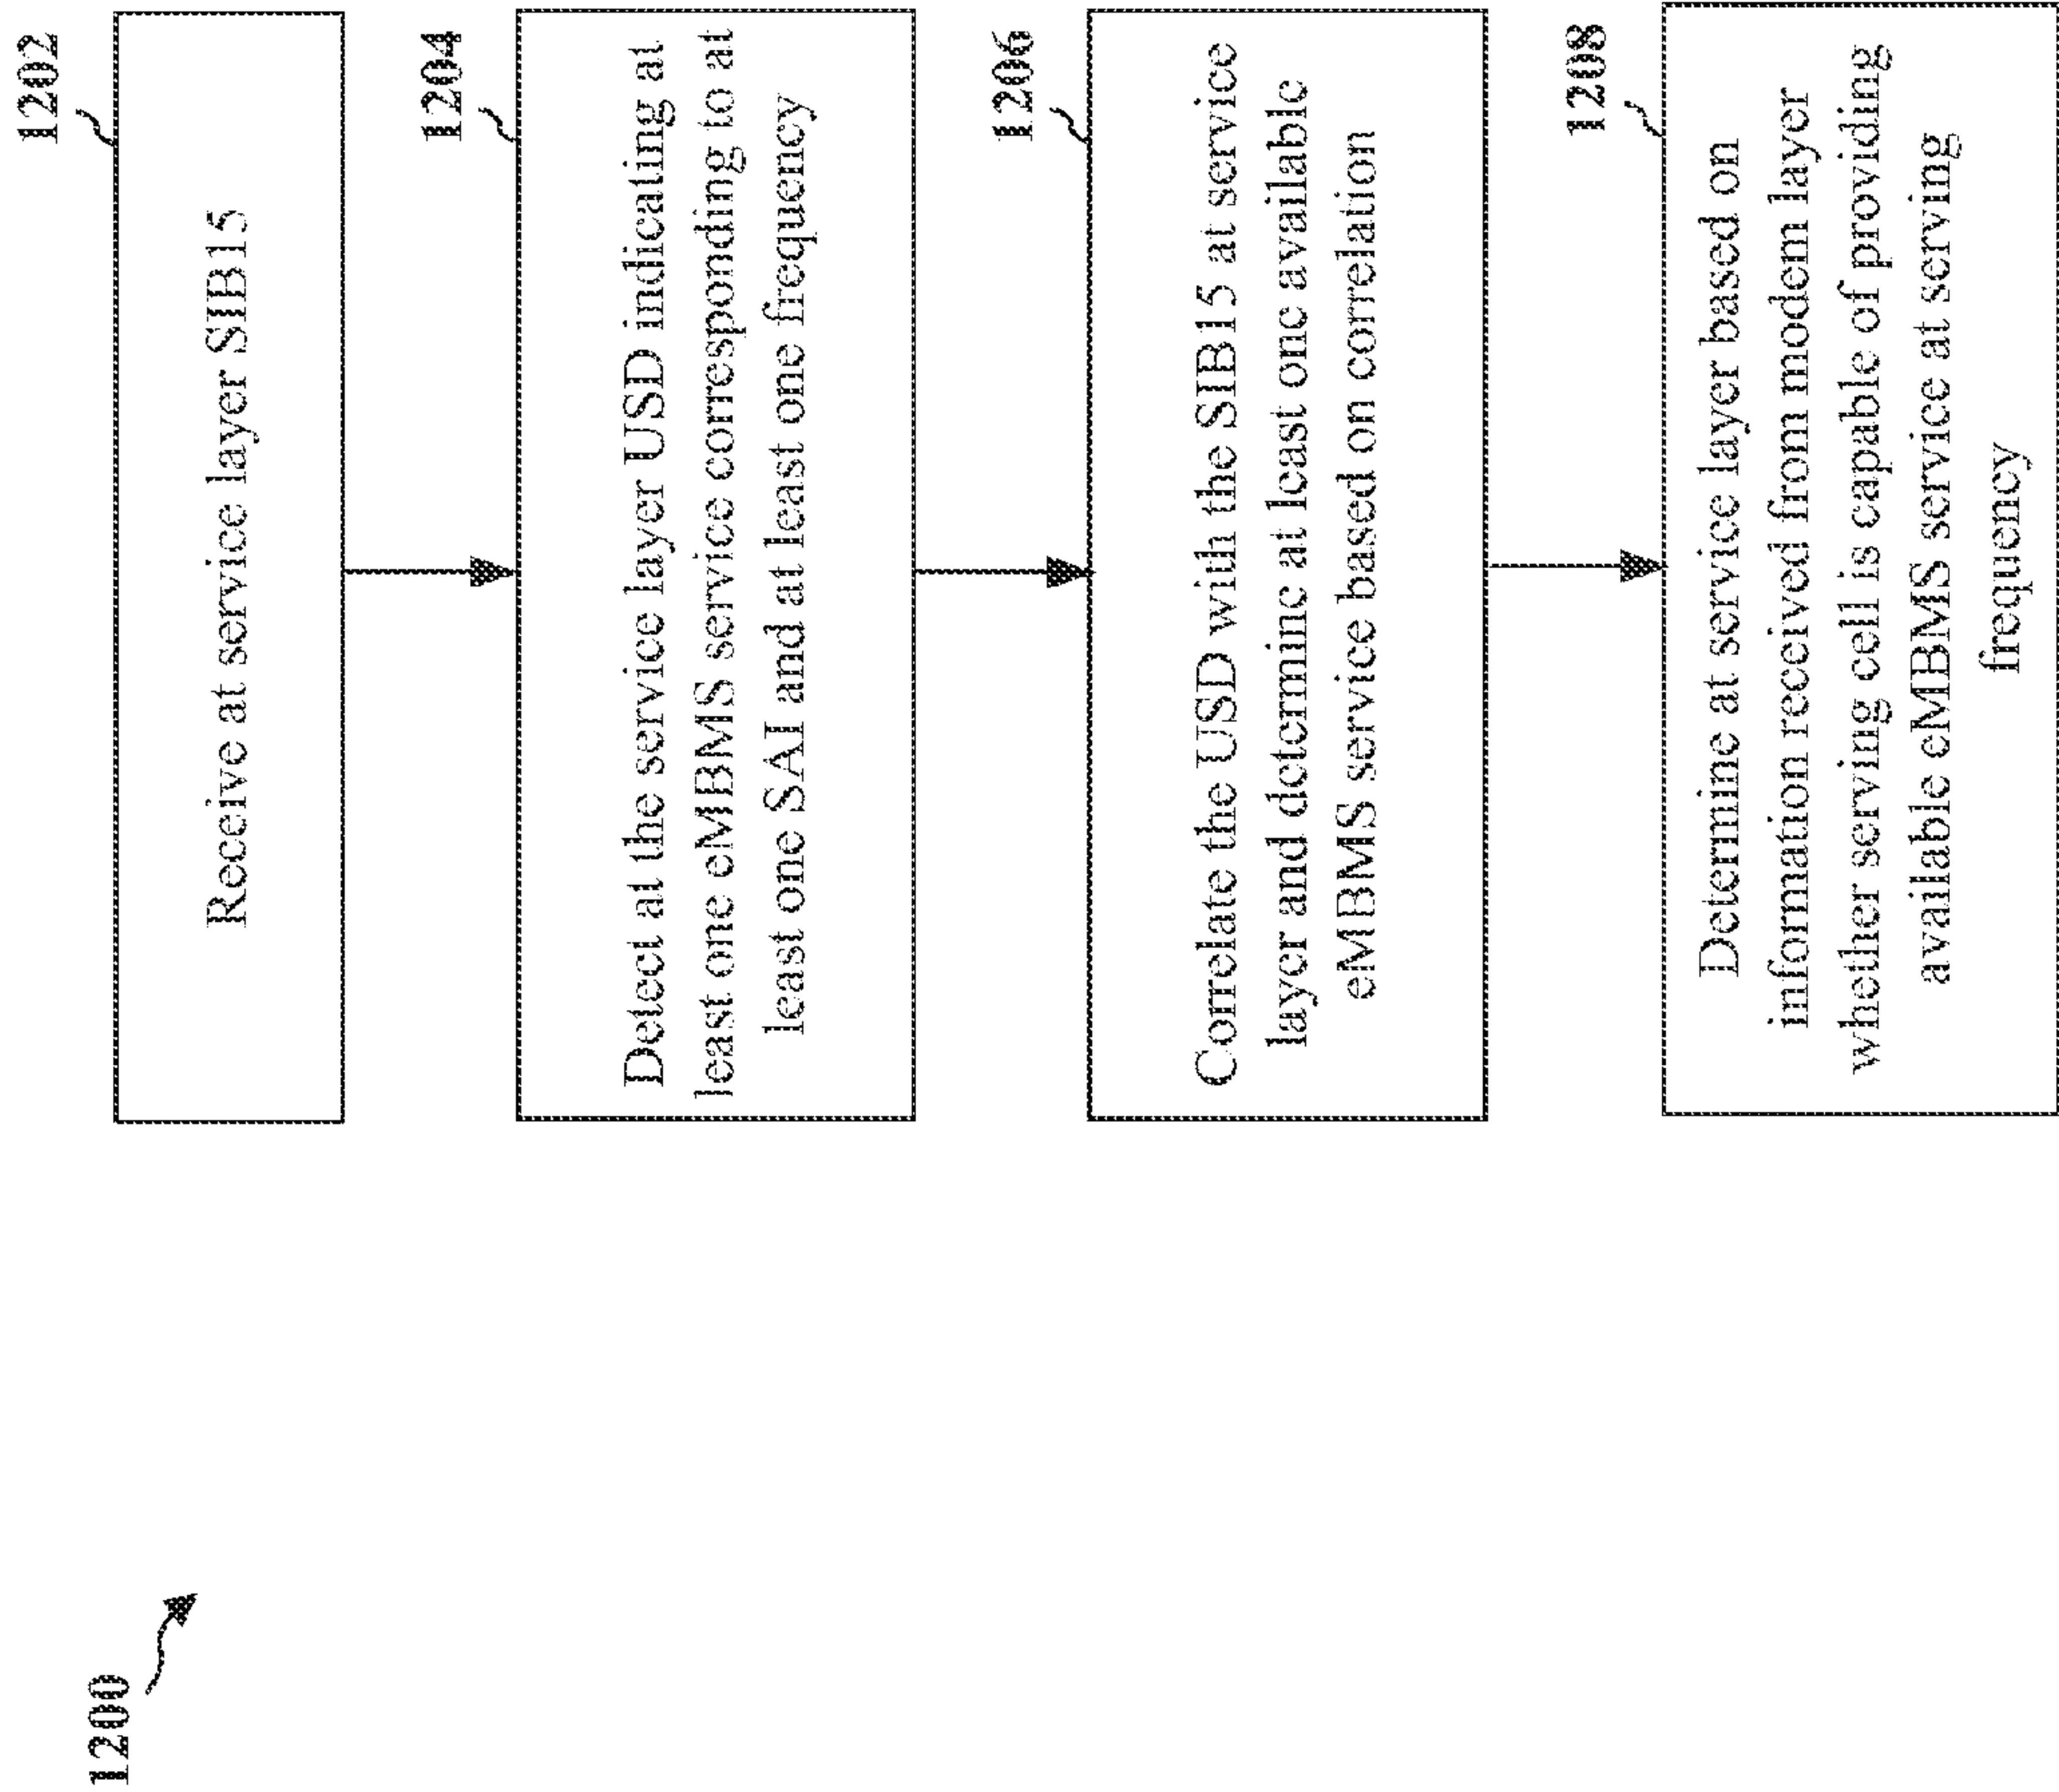 1200
1202
Receive at service layer SIB15
1204
Detect at the service layer USD indicating at
least one eMBMS service corresponding to at
least one SAI and at least one frequency
1206
Correlate the USD with the SIB15 at service
layer and determine at least one available
eMBMS service based on correlation
1208
Determine at service layer based on
information received from modem layer
whether serving cell is capable of providing
available eMBMS service at serving
frequency